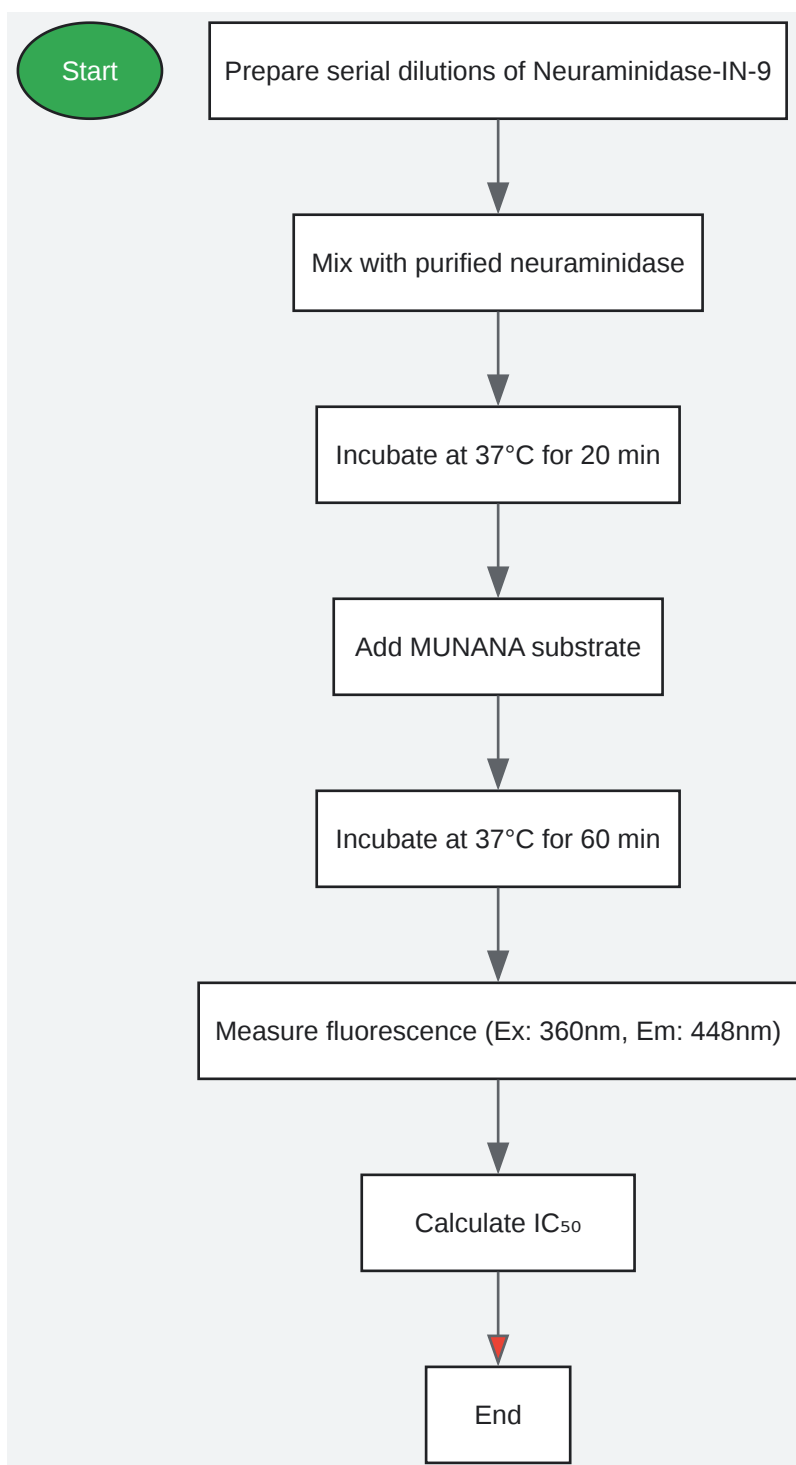 Start
Prepare serial dilutions of Neuraminidase-IN-9
Mix with purified neuraminidase
Incubate at 37°C for 20 min
Add MUNANA substrate
Incubate at 37°C for 60 min
Measure fluorescence (Ex: 360nm, Em: 448nm)
Calculate IC₅₀
End